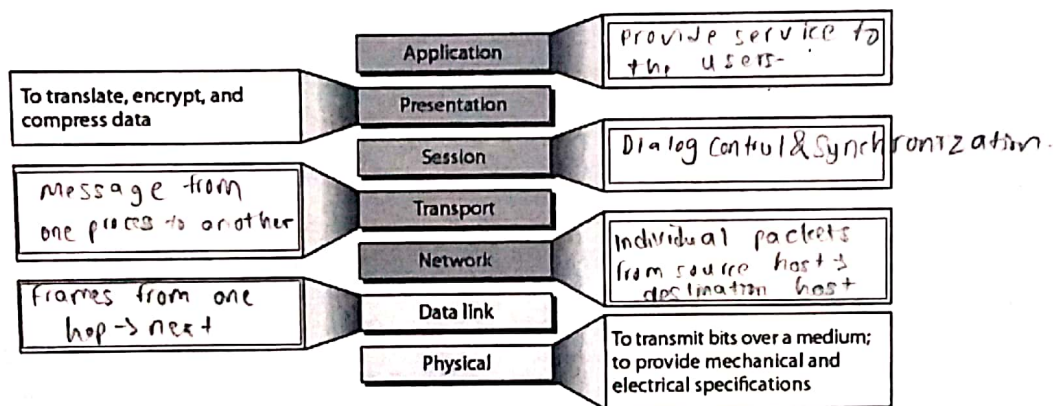 Application
provide service to
the users-
To translate, encrypt, and
compress data
Presentation
Session
Dialog control & synchronization.
Message from
one proces to another
Transport
Network
Individual packets
from source host →
destination host
Frames from one
hop → next
Data link
Physical
To transmit bits over a medium;
to provide mechanical and
electrical specifications